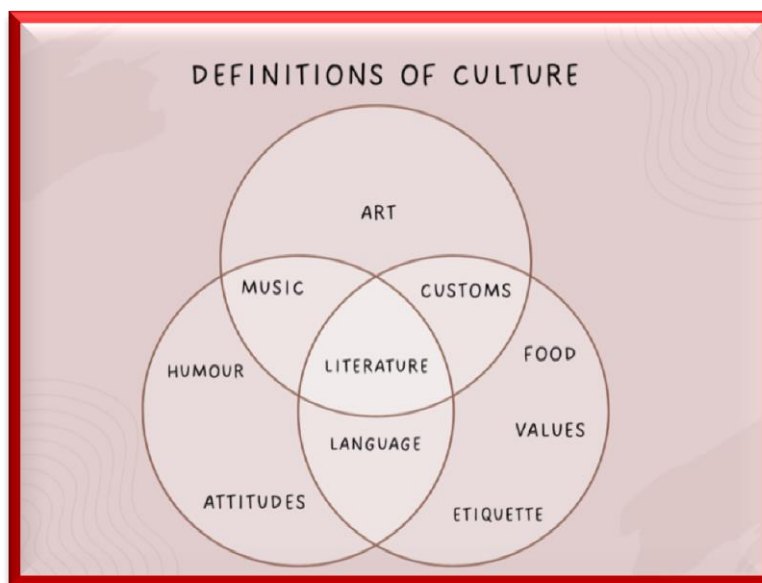 DEFINITIONS OF CULTURE
ART
MUSIC
CUSTOMS
HUMOUR
LITERATURE
FOOD
LANGUAGE
VALUES
ATTITUDES
ETIQUETTE